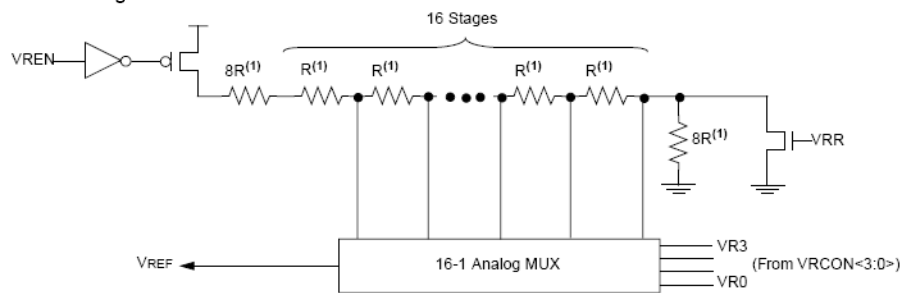 16 Stages
VREN
8R(1)
R(1)
R(1)
R(1)
R(1)
8R(1)
VRR
VREF
16-1 Analog MUX
VR3
(From VRCON<3:0>)
VR0